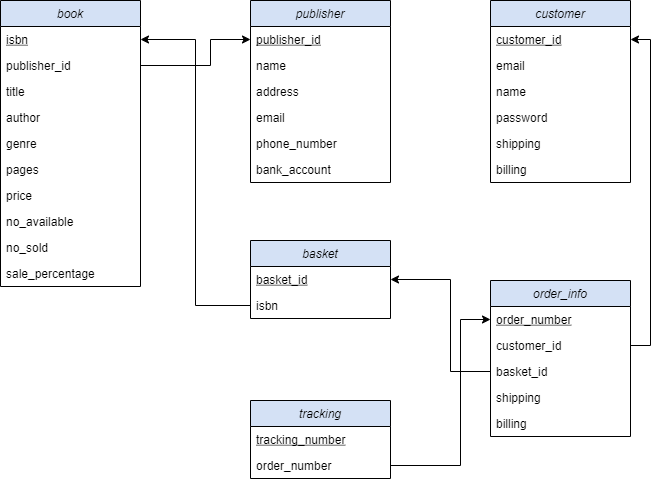 book
isbn
publisher_id
title
author
genre
pages
price
no_available
no_sold
sale_percentage
publisher
publisher_id
name
address
email
phone_number
bank_account
customer
customer_id
email
name
password
shipping
billing
basket
basket_id
isbn
order_info
order_number
customer_id
basket_id
shipping
billing
tracking
tracking_number
order_number